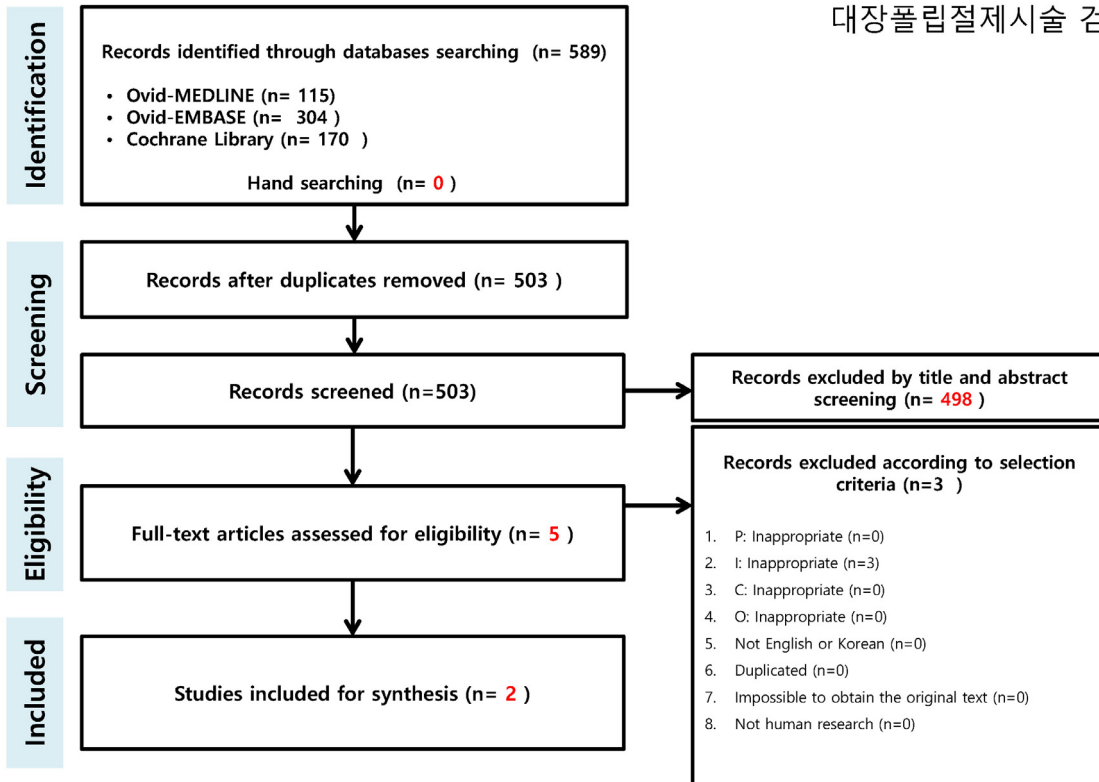 대장폴립절제시술 검
Identification
Records identified through databases searching (n= 589)
• Ovid-MEDLINE (n= 115)
• Ovid-EMBASE (n= 304)
• Cochrane Library (n= 170 )
Hand searching (n= 0 )
Screening
Records after duplicates removed (n= 503 )
Records screened (n=503)
Records excluded by title and abstract
screening (n= 498 )
Eligibility
Full-text articles assessed for eligibility (n= 5 )
Records excluded according to selection
criteria (n=3 )
1. P: Inappropriate (n=0)
2. I: Inappropriate (n=3)
3. C: Inappropriate (n=0)
4. O: Inappropriate (n=0)
5. Not English or Korean (n=0)
6. Duplicated (n=0)
7. Impossible to obtain the original text (n=0)
8. Not human research (n=0)
Included
Studies included for synthesis (n= 2 )